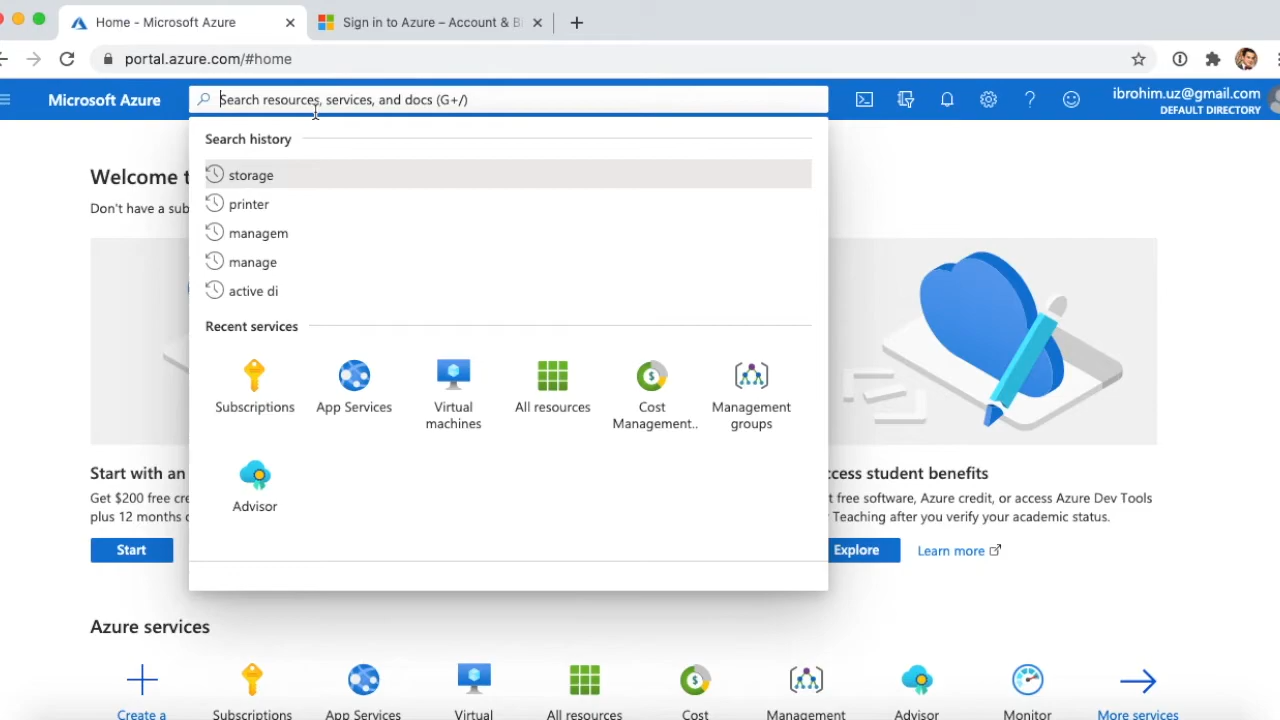 Home - Microsoft Azure
Sign in to Azure – Account & Bi
portal.azure.com/#home
Microsoft Azure
Search resources, services, and docs (G+/)
ibrohim.uz@gmail.com
DEFAULT DIRECTORY
Search history
storage
printer
managem
manage
active di
Recent services
Subscriptions
App Services
Virtual
machines
All resources
Cost
Management..
Management
groups
Advisor
Welcome t
Don't have a sub
Start with an
Get $200 free cre
plus 12 months o
Start
ccess student benefits
t free software, Azure credit, or access Azure Dev Tools
Teaching after you verify your academic status.
Explore
Learn more
Azure services
Create a
Subscriptions
App Services
Virtual
All resources
Cost
Management
Advisor
Monitor
More services